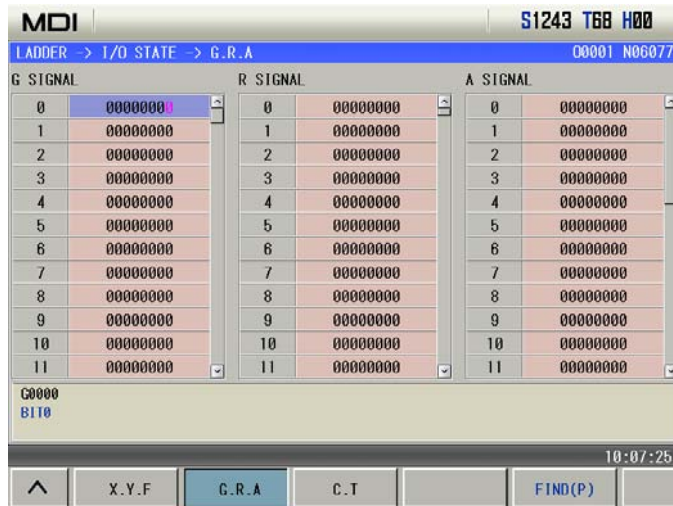 MDI S1243 T68 H00
LADDER -> I/O STATE -> G.R.A O0001 N06077
G SIGNAL R SIGNAL A SIGNAL
0 00000000 0 00000000 0 00000000
1 00000000 1 00000000 1 00000000
2 00000000 2 00000000 2 00000000
3 00000000 3 00000000 3 00000000
4 00000000 4 00000000 4 00000000
5 00000000 5 00000000 5 00000000
6 00000000 6 00000000 6 00000000
7 00000000 7 00000000 7 00000000
8 00000000 8 00000000 8 00000000
9 00000000 9 00000000 9 00000000
10 00000000 10 00000000 10 00000000
11 00000000 11 00000000 11 00000000
G0000
BIT0
10:07:25
X.Y.F G.R.A C.T FIND(P)